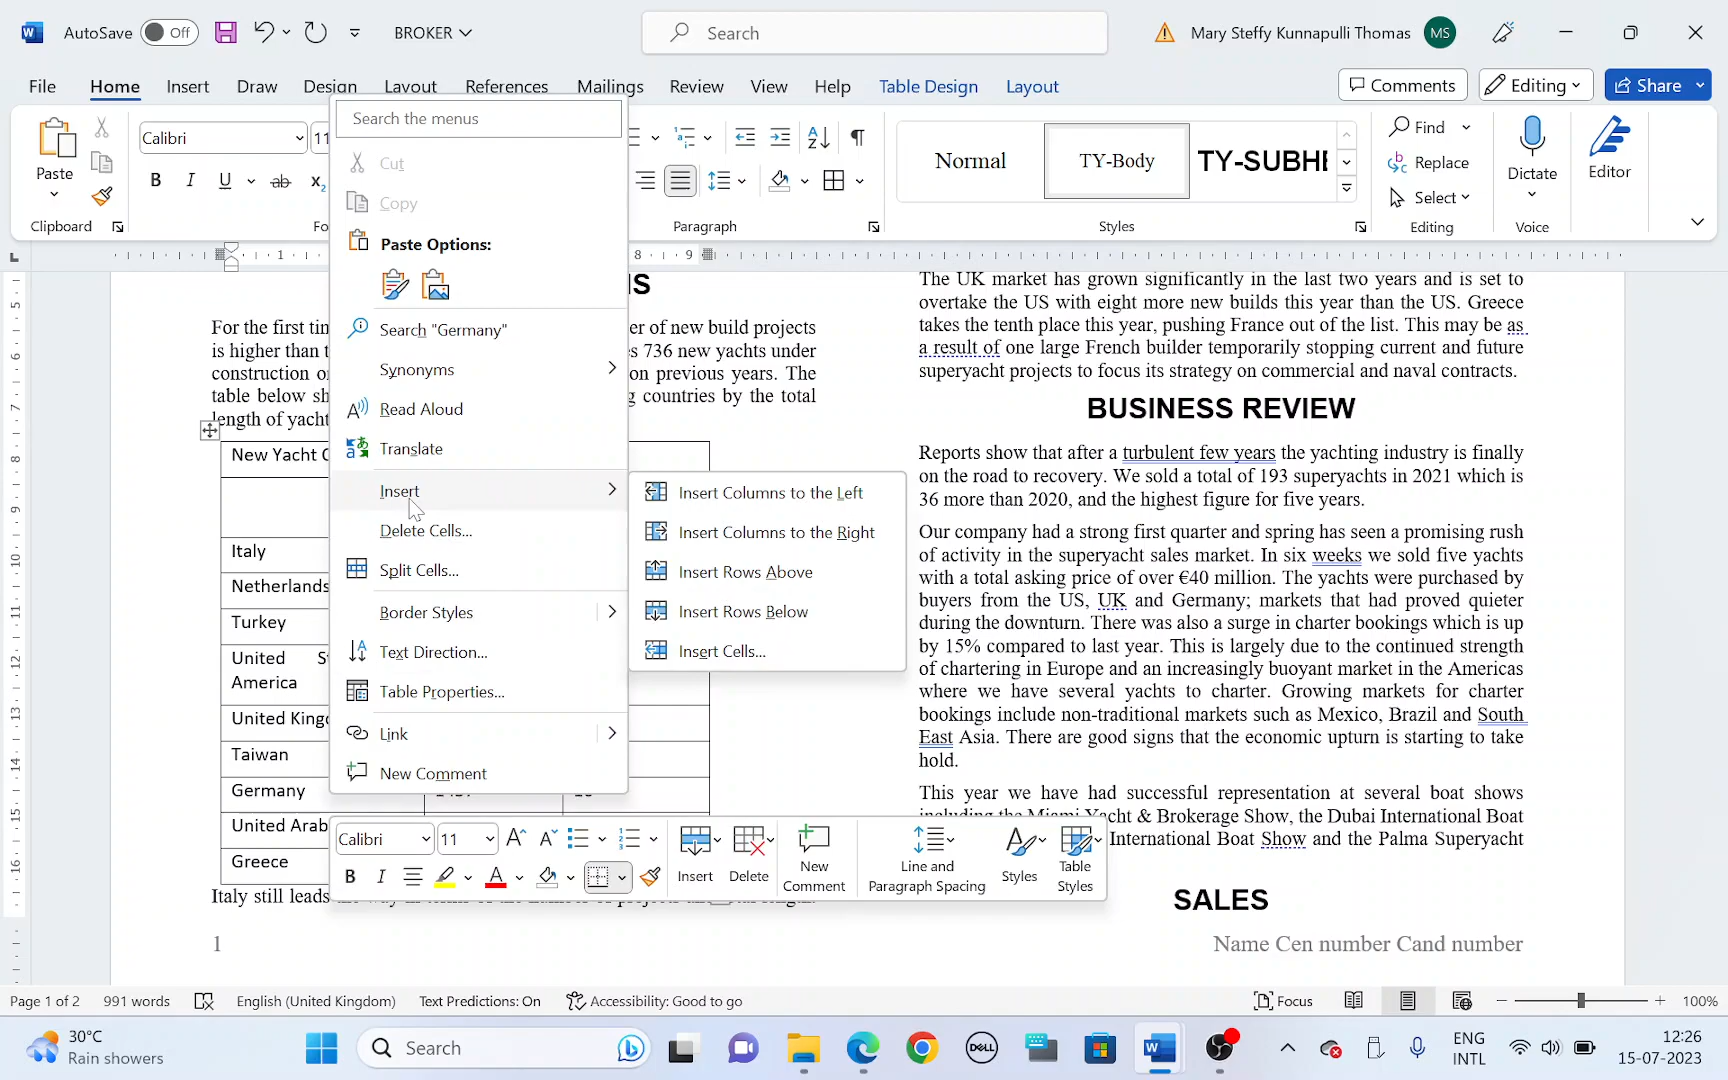 AutoSave Off BROKER Search Mary Steffy Kunnapulli Thomas MS
File Home Insert Draw Design Layout References Mailings Review View Help Table Design Layout Comments Editing Share
Paste
Clipboard
Calibri
B I U ab x
Paragraph
Normal TY-Body TY-SUBHE
Styles
Find
Replace
Select
Editing
Dictate
Voice
Editor
Search the menus
Cut
Copy
Paste Options:
Search "Germany"
Synonyms
Read Aloud
Translate
Insert
Delete Cells...
Split Cells...
Border Styles
Text Direction...
Table Properties...
Link
New Comment
Insert Columns to the Left
Insert Columns to the Right
Insert Rows Above
Insert Rows Below
Insert Cells...
For the first er of new build projects
is higher than s 736 new yachts under
construction on previous years. The
table below countries by the total
length of yacht
New Yacht
Italy
Netherlands
Turkey
United
America
United
Taiwan
Germany
United Arab
Greece
Italy still leads
1
The UK market has grown significantly in the last two years and is set to
overtake the US with eight more new builds this year than the US. Greece
takes the tenth place this year, pushing France out of the list. This may be as
a result of one large French builder temporarily stopping current and future
superyacht projects to focus its strategy on commercial and naval contracts.
BUSINESS REVIEW
Reports show that after a turbulent few years the yachting industry is finally
on the road to recovery. We sold a total of 193 superyachts in 2021 which is
36 more than 2020, and the highest figure for five years.
Our company had a strong first quarter and spring has seen a promising rush
of activity in the superyacht sales market. In six weeks we sold five yachts
with a total asking price of over €40 million. The yachts were purchased by
buyers from the US, UK and Germany; markets that had proved quieter
during the downturn. There was also a surge in charter bookings which is up
by 15% compared to last year. This is largely due to the continued strength
of chartering in Europe and an increasingly buoyant market in the Americas
where we have several yachts to charter. Growing markets for charter
bookings include non-traditional markets such as Mexico, Brazil and South
East Asia. There are good signs that the economic upturn is starting to take
hold.
This year we have had successful representation at several boat shows
including the Miami Yacht & Brokerage Show, the Dubai International Boat
International Boat Show and the Palma Superyacht
SALES
Name Cen number Cand number
Calibri 11
B I A
Insert Delete
New
Comment
Line and
Paragraph Spacing
Styles
Table
Styles
Page 1 of 2 991 words English (United Kingdom) Text Predictions: On Accessibility: Good to go Focus 100%
30°C
Rain showers
Search
DELL
ENG
INTL
12:26
15-07-2023